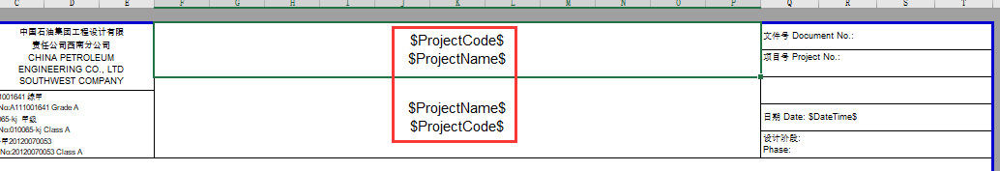 C D E F G H I J K L M N O P Q R S T
中国石油集团工程设计有限
责任公司西南分公司
CHINA PETROLEUM
ENGINEERING CO., LTD
SOUTHWEST COMPANY
$ProjectCode$
$ProjectName$
文件号 Document No.:
项目号 Project No.:
1001641
No:A111001641 Grade A
065-kj 甲级
No:010065-kj Class A
甲20120070053
No:20120070053 Class A
$ProjectName$
$ProjectCode$
日期 Date: $DateTime$
设计阶段:
Phase: